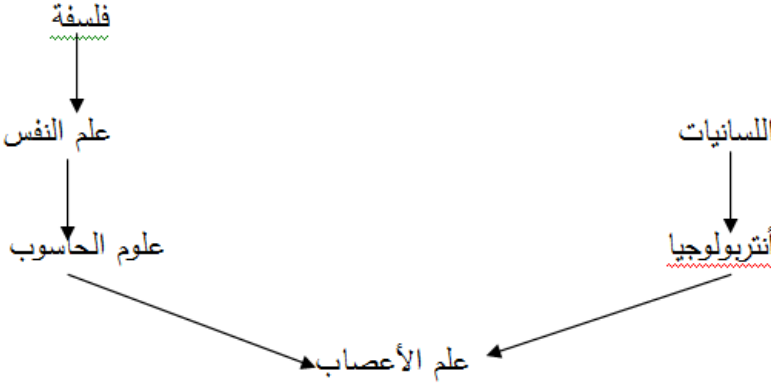 فلسفة
اللسانيات
علم النفس
أنتربولوجيا
علوم الحاسوب
علم الأعصاب